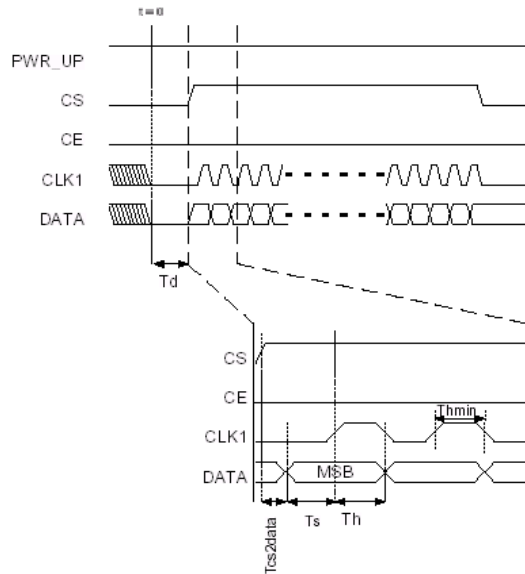 t=0
PWR_UP
CS
CE
CLK1
DATA
Td
CS
CE
Thmin
CLK1
DATA
MSB
Ts
Th
Tcs2data